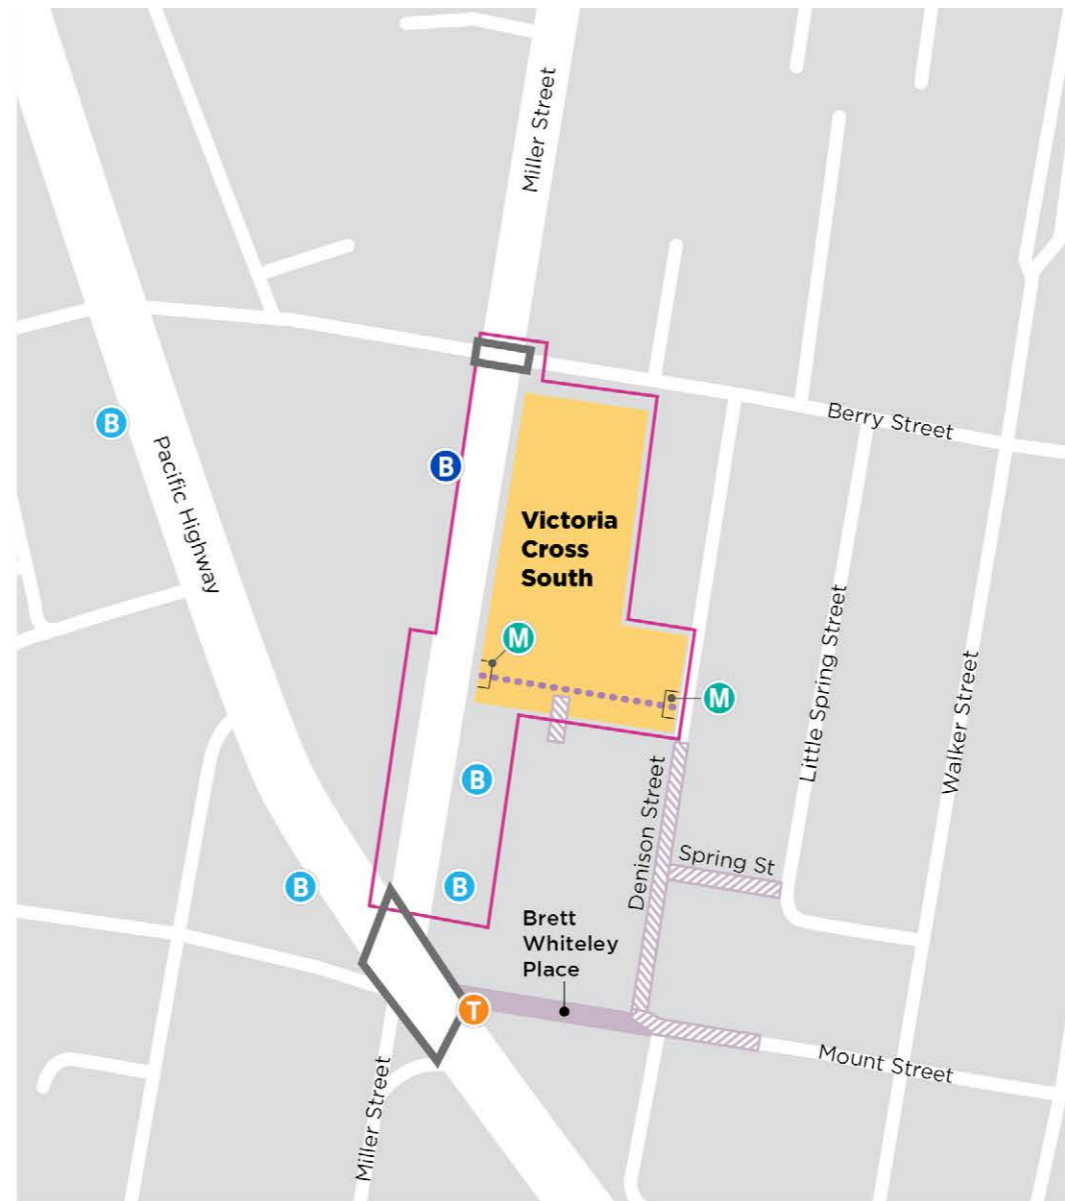 Miller Street
Berry Street
B
Pacific Highway
B
Victoria
Cross
South
M
M
Little Spring Street
Walker Street
B
Denison Street
Spring St
B
B
Brett
Whiteley
Place
T
Mount Street
Miller Street